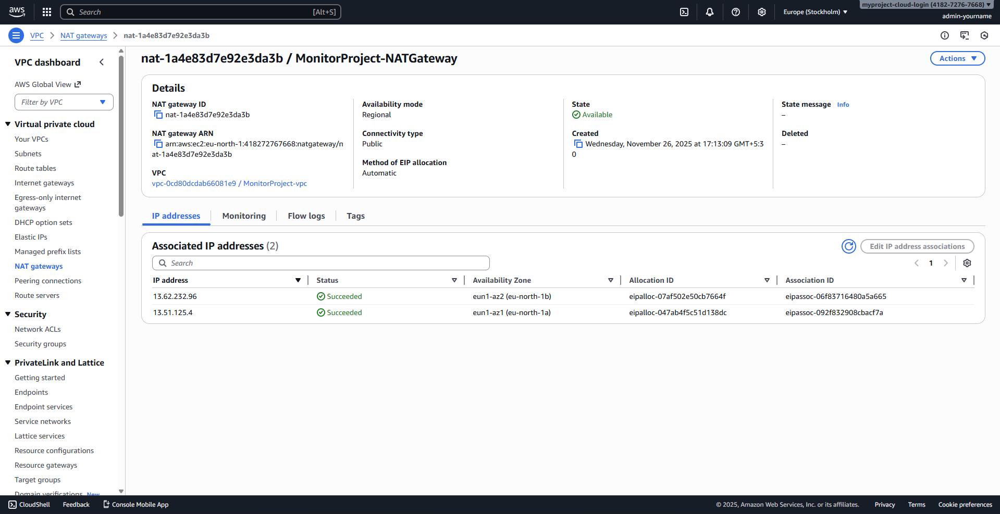 aws
Search
[Alt+S]
Europe (Stockholm)
myproject-cloud-login (4182-7276-7668)
admin-yourname
VPC
NAT gateways
nat-1a4e83d7e92e3da3b
VPC dashboard
AWS Global View
Filter by VPC
Virtual private cloud
Your VPCs
Subnets
Route tables
Internet gateways
Egress-only internet
gateways
DHCP option sets
Elastic IPs
Managed prefix lists
NAT gateways
Peering connections
Route servers
Security
Network ACLs
Security groups
PrivateLink and Lattice
Getting started
Endpoints
Endpoint services
Service networks
Lattice services
Resource configurations
Resource gateways
Target groups
Domain verifications New
nat-1a4e83d7e92e3da3b / MonitorProject-NATGateway
Actions
Details
NAT gateway ID
nat-1a4e83d7e92e3da3b
NAT gateway ARN
arn:aws:ec2:eu-north-1:418272767668:natgateway/n
at-1a4e83d7e92e3da3b
VPC
vpc-0cd80dcdab66081e9 / MonitorProject-vpc
Availability mode
Regional
Connectivity type
Public
Method of EIP allocation
Automatic
State
Available
Created
Wednesday, November 26, 2025 at 17:13:09 GMT+5:3
0
State message Info
–
Deleted
–
IP addresses
Monitoring
Flow logs
Tags
Associated IP addresses (2)
Edit IP address associations
Search
1
IP address Status Availability Zone Allocation ID Association ID
13.62.232.96 Succeeded eun1-az2 (eu-north-1b) eipalloc-07af502e50cb7664f eipassoc-06f83716480a5a665
13.51.125.4 Succeeded eun1-az1 (eu-north-1a) eipalloc-047ab4f5c51d138dc eipassoc-092f832908cbacf7a
CloudShell
Feedback
Console Mobile App
© 2025, Amazon Web Services, Inc. or its affiliates.
Privacy
Terms
Cookie preferences